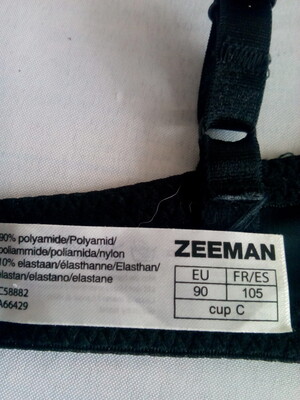 90% polyamide/Polyamid/
poliammide/poliamida/nylon
10% elastaan/élasthanne/Elasthan/
elastan/elastano/elastane
C58882
A66429
ZEEMAN
EU FR/ES
90 105
cup C